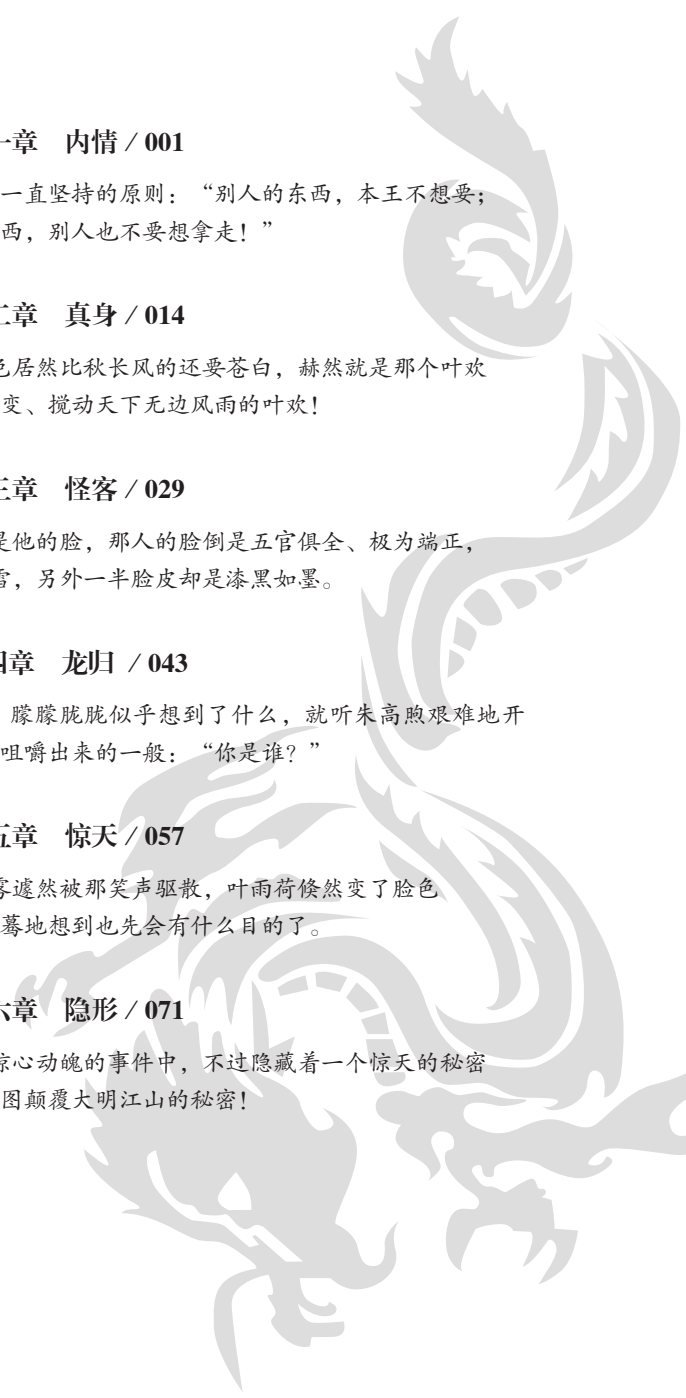 章 内情 / 001
一直坚持的原则：“别人的东西，本王不想要；
西，别人也不要想拿走！”
章 真身 / 014
居然比秋长风的还要苍白，赫然就是那个叶欢
变、搅动天下无边风雨的叶欢！
章 怪客 / 029
是他的脸，那人的脸倒是五官俱全、极为端正，
雪，另外一半脸皮却是漆黑如墨。
章 龙归 / 043
朦朦胧胧似乎想到了什么，就听朱高煦艰难地开
咀嚼出来的一般：“你是谁？”
章 惊天 / 057
雾遽然被那笑声驱散，叶雨荷倏然变了脸色
蓦地想到也先会有什么目的了。
章 隐形 / 071
惊心动魄的事件中，不过隐藏着一个惊天的秘密
图颠覆大明江山的秘密！